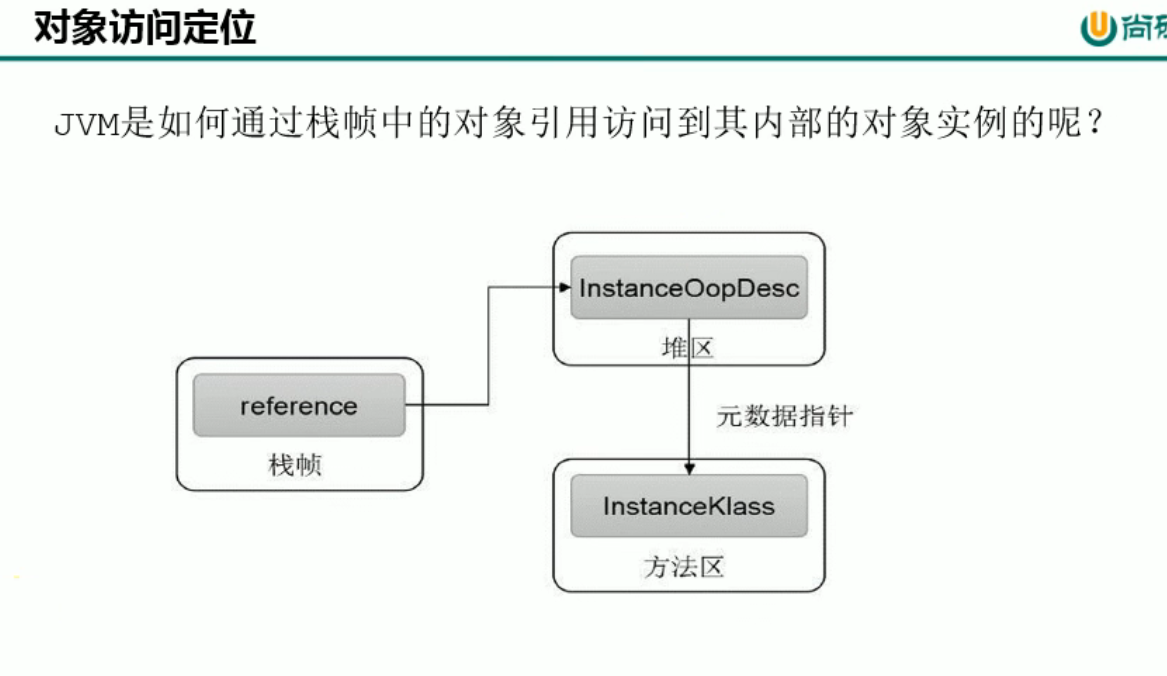 对象访问定位
尚硅
JVM是如何通过栈帧中的对象引用访问到其内部的对象实例的呢？
InstanceOopDesc
堆区
reference
栈帧
元数据指针
InstanceKlass
方法区